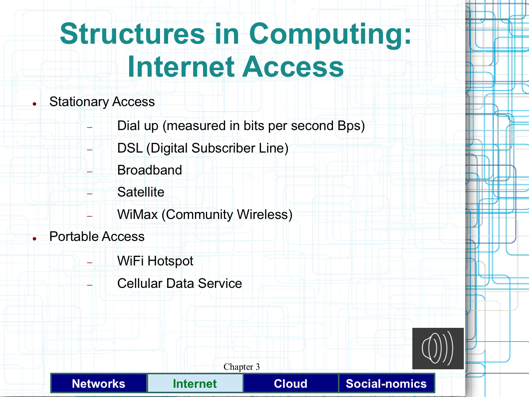 Structures in Computing:
Internet Access
Stationary Access
– Dial up (measured in bits per second Bps)
– DSL (Digital Subscriber Line)
– Broadband
– Satellite
– WiMax (Community Wireless)
Portable Access
– WiFi Hotspot
– Cellular Data Service
Chapter 3
Networks Internet Cloud Social-nomics